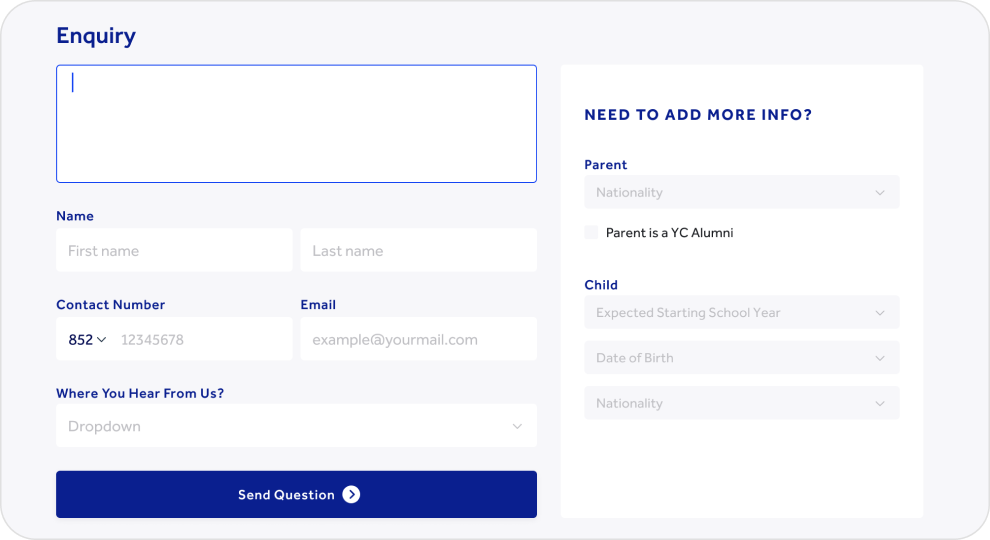 Enquiry
Name
First name
Last name
Contact Number
Email
852
12345678
example@yourmail.com
Where You Hear From Us?
Dropdown
Send Question
NEED TO ADD MORE INFO?
Parent
Nationality
Parent is a YC Alumni
Child
Expected Starting School Year
Date of Birth
Nationality